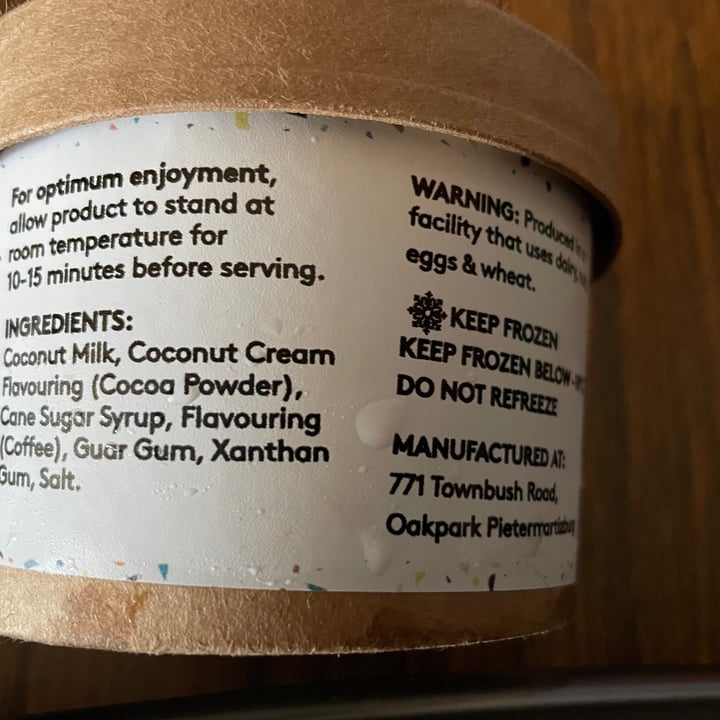 For optimum enjoyment,
allow product to stand at
room temperature for
10-15 minutes before serving.
INGREDIENTS:
Coconut Milk, Coconut Cream
Flavouring (Cocoa Powder),
Cane Sugar Syrup, Flavouring
(Coffee), Guar Gum, Xanthan
Gum, Salt.
WARNING: Produced in
facility that uses dairy,
eggs & wheat.
KEEP FROZEN
KEEP FROZEN BELOW
DO NOT REFREEZE
MANUFACTURED AT:
771 Townbush Road,
Oakpark Pietermaritzburg